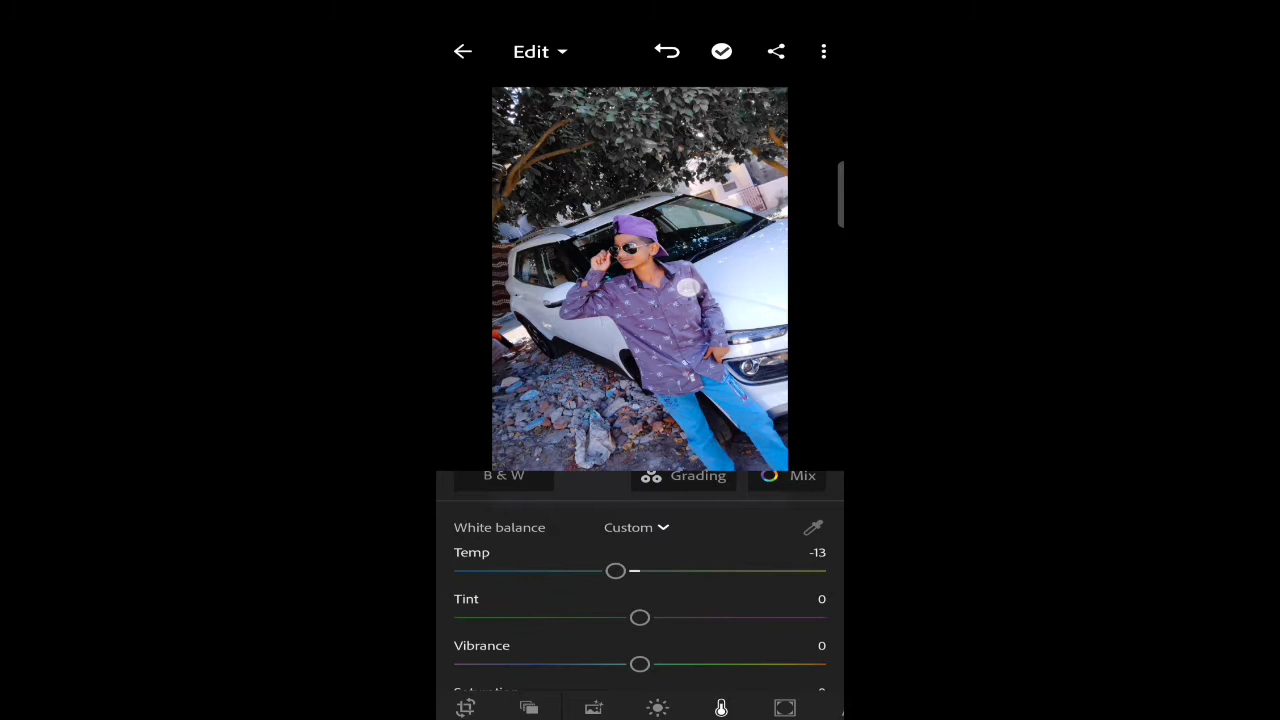 Edit
B & W
Grading
Mix
White balance
Custom
Temp
-13
Tint
0
Vibrance
0